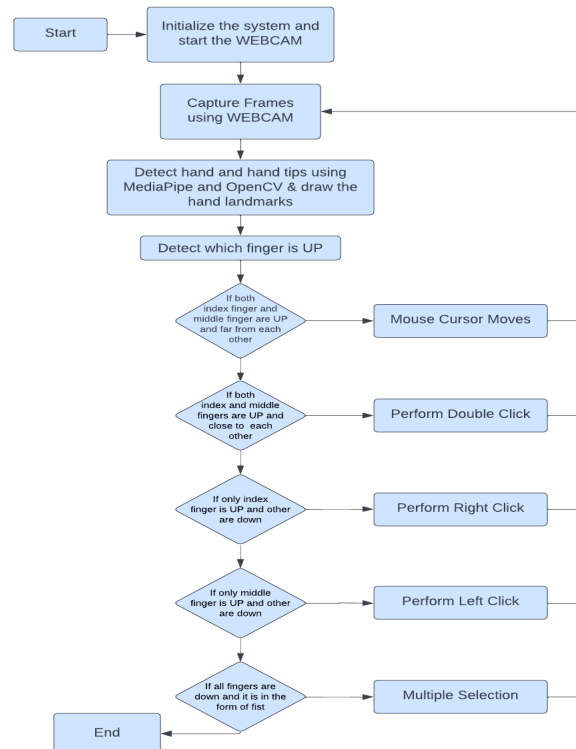 Start
Initialize the system and
start the WEBCAM
Capture Frames
using WEBCAM
Detect hand and hand tips using
MediaPipe and OpenCV & draw the
hand landmarks
Detect which finger is UP
If both
index finger and
middle finger are UP
and far from each
other
Mouse Cursor Moves
If both
index and middle
fingers are UP and
close to each
other
Perform Double Click
If only index
finger is UP and other
are down
Perform Right Click
If only middle
finger is UP and other
are down
Perform Left Click
If all fingers are
down and it is in the
form of fist
Multiple Selection
End